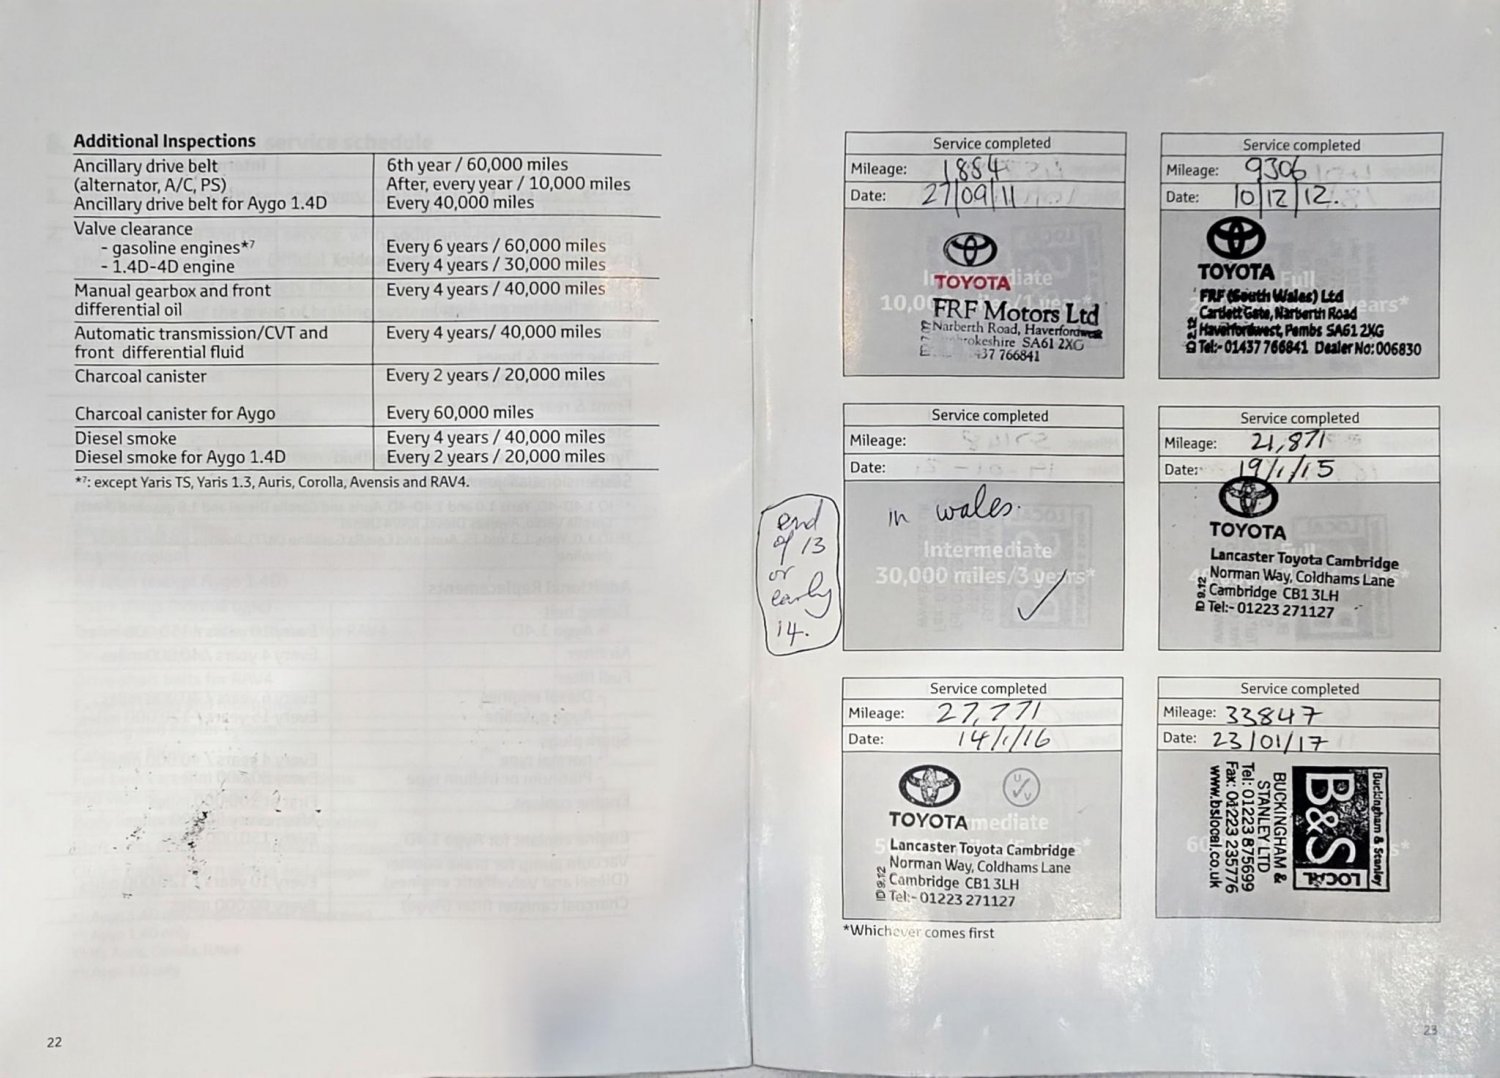 Additional Inspections
Ancillary drive belt 6th year / 60,000 miles
(alternator, A/C, PS) After, every year / 10,000 miles
Ancillary drive belt for Aygo 1.4D Every 40,000 miles
Valve clearance
- gasoline engines*7 Every 6 years / 60,000 miles
- 1.4D-4D engine Every 4 years / 30,000 miles
Manual gearbox and front Every 4 years / 40,000 miles
differential oil
Automatic transmission/CVT and Every 4 years/ 40,000 miles
front differential fluid
Charcoal canister Every 2 years / 20,000 miles
Charcoal canister for Aygo Every 60,000 miles
Diesel smoke Every 4 years / 40,000 miles
Diesel smoke for Aygo 1.4D Every 2 years / 20,000 miles
*7: except Yaris TS, Yaris 1.3, Auris, Corolla, Avensis and RAV4.
22
Service completed
Mileage: 1884
Date: 27/09/11
Intermediate
TOYOTA
FRF Motors Ltd
Narberth Road, Haverfordwest
SA61 2XG
37 766841
Service completed
Mileage: 9306
Date: 10/12/12.
Full
TOYOTA
FRF (South Wales) Ltd
Cartlett Gate, Narberth Road
Haverfordwest, Pembs SA61 2XG
Tel:- 01437 766841 Dealer No: 006830
Service completed
Mileage:
Date:
in wales.
Intermediate
30,000 miles/3 years*
end
of 13
or
early
14.
Service completed
Mileage: 21,871
Date: 19/1/15
TOYOTA
Lancaster Toyota Cambridge
Norman Way, Coldhams Lane
Cambridge CB1 3LH
ID 9.12
Tel:- 01223 271127
Service completed
Mileage: 27,771
Date: 14/1/16
TOYOTA
Lancaster Toyota Cambridge
Norman Way, Coldhams Lane
Cambridge CB1 3LH
ID 9.12
Tel:- 01223 271127
Service completed
Mileage: 33847
Date: 23/01/17
Buckingham & Stanley
B&S
LOCAL
BUCKINGHAM &
STANLEY LTD
Tel: 01223 875699
Fax: 01223 235776
www.bslocal.co.uk
*Whichever comes first
23